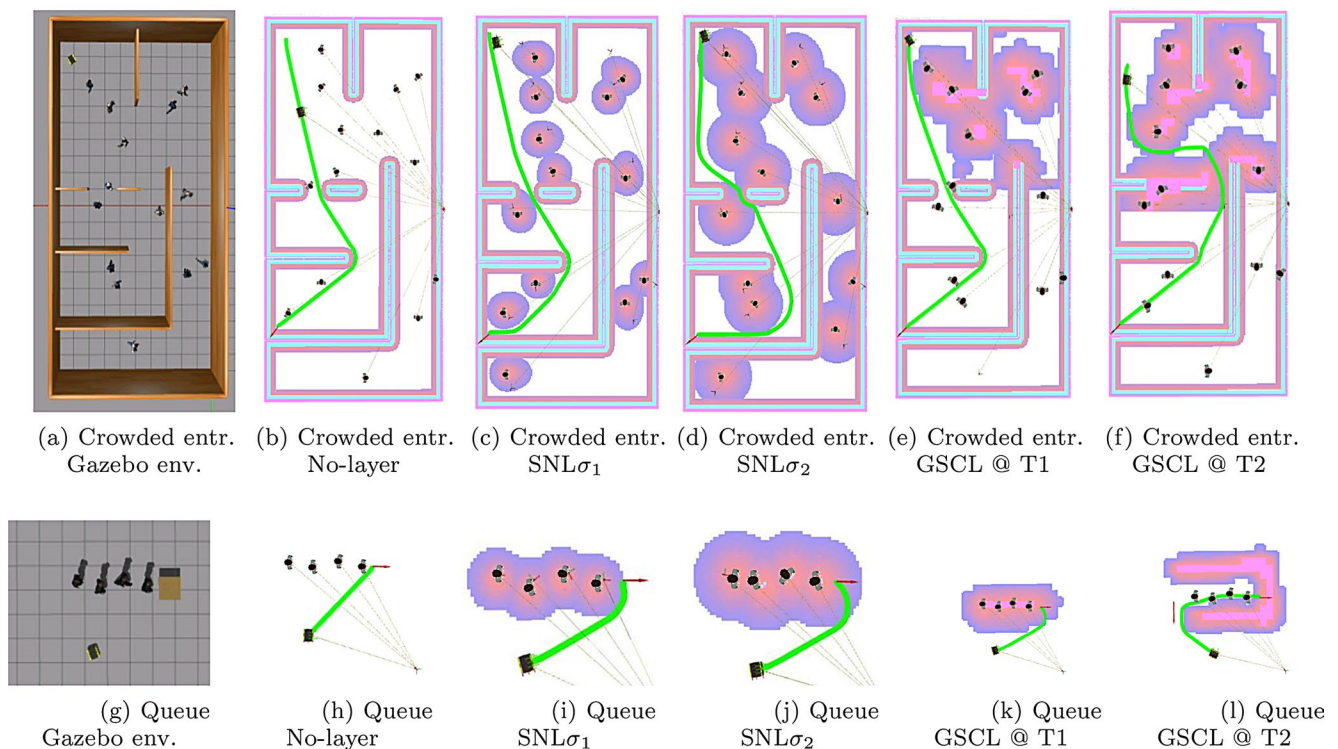 (a) Crowded entr.
Gazebo env.
(b) Crowded entr.
No-layer
(c) Crowded entr.
SNLσ₁
(d) Crowded entr.
SNLσ₂
(e) Crowded entr.
GSCL @ T1
(f) Crowded entr.
GSCL @ T2
(g) Queue
Gazebo env.
(h) Queue
No-layer
(i) Queue
SNLσ₁
(j) Queue
SNLσ₂
(k) Queue
GSCL @ T1
(l) Queue
GSCL @ T2